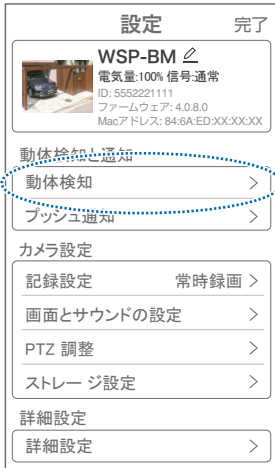 設定 完了
WSP-BM
電気量:100% 信号:通常
ID: 5552221111
ファームウェア: 4.0.8.0
Macアドレス: 84:6A:ED:XX:XX:XX
動体検知と通知
動体検知
プッシュ通知
カメラ設定
記録設定 常時録画
画面とサウンドの設定
PTZ 調整
ストレージ設定
詳細設定
詳細設定